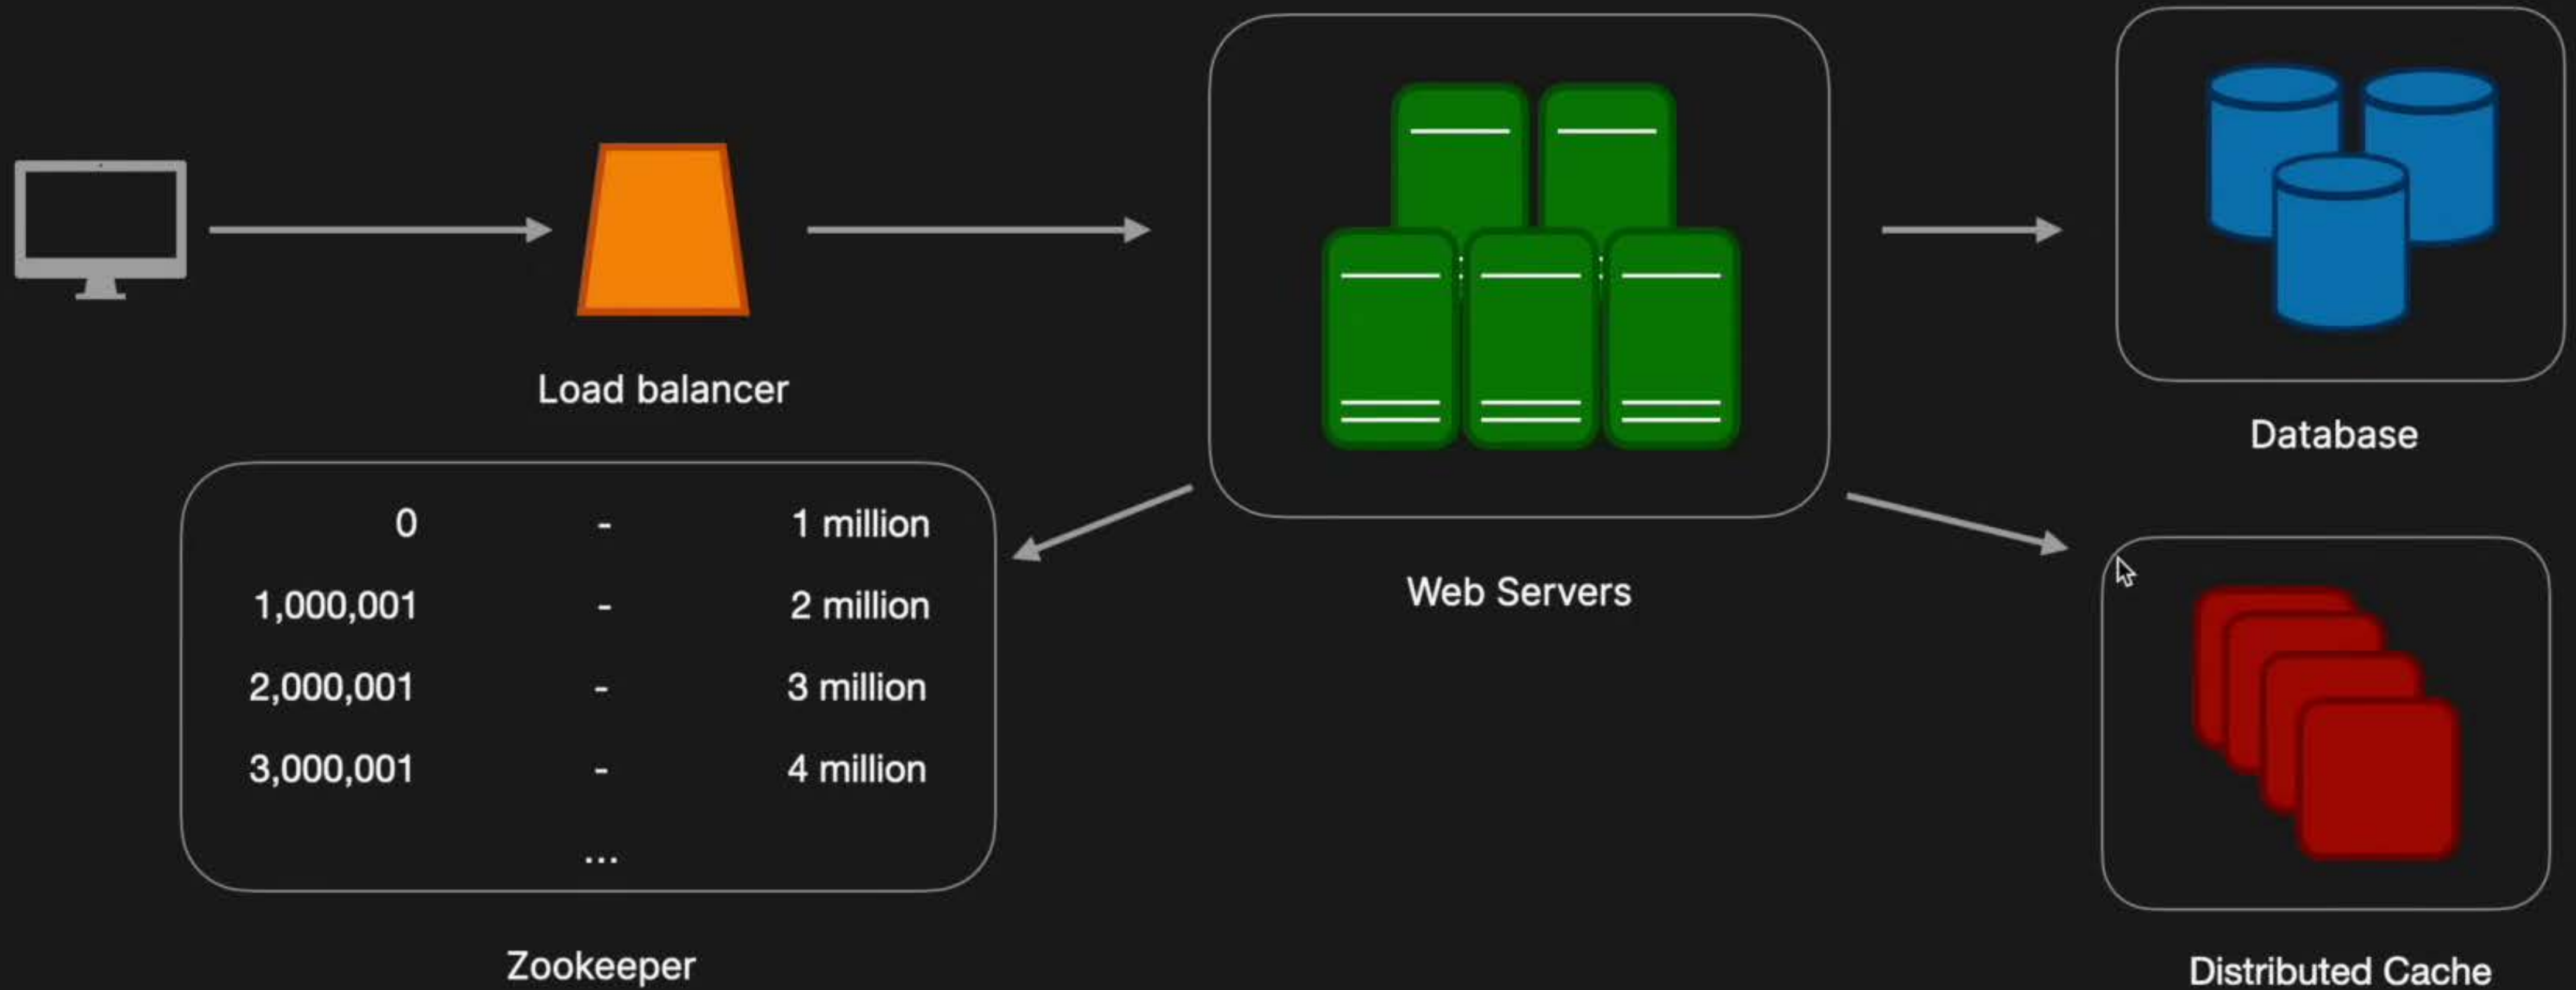 Load balancer
0 - 1 million
1,000,001 - 2 million
2,000,001 - 3 million
3,000,001 - 4 million
...
Zookeeper
Web Servers
Database
Distributed Cache